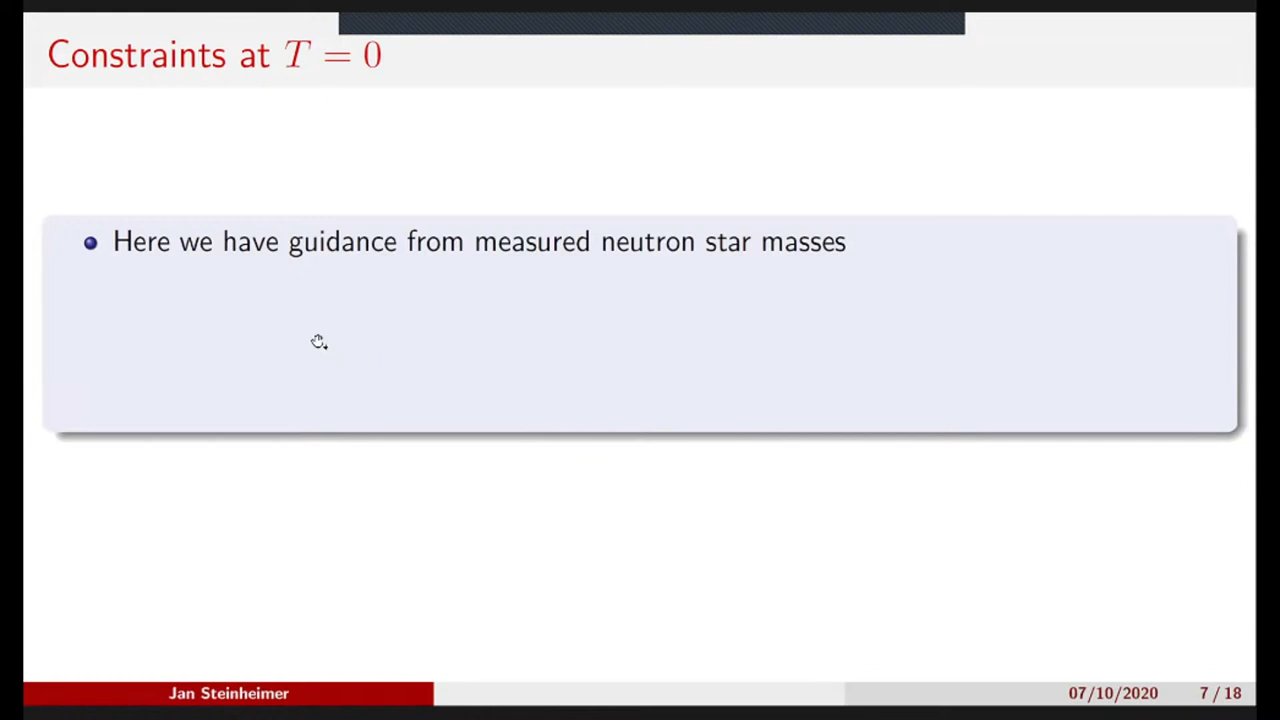 Constraints at T = 0
Here we have guidance from measured neutron star masses
Jan Steinheimer
07/10/2020
7 / 18